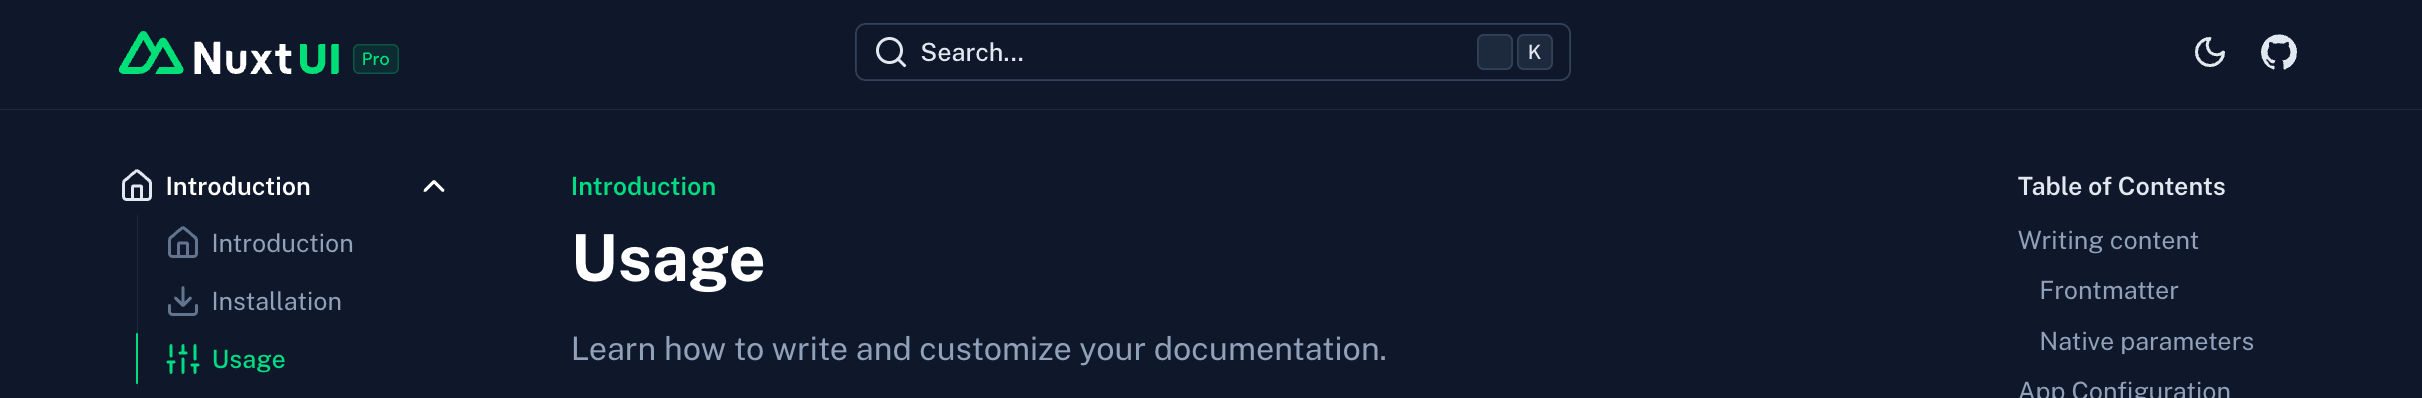 Nuxt UI Pro
Search...
K
Introduction
Introduction
Installation
Usage
Introduction
Usage
Learn how to write and customize your documentation.
Table of Contents
Writing content
Frontmatter
Native parameters
App Configuration